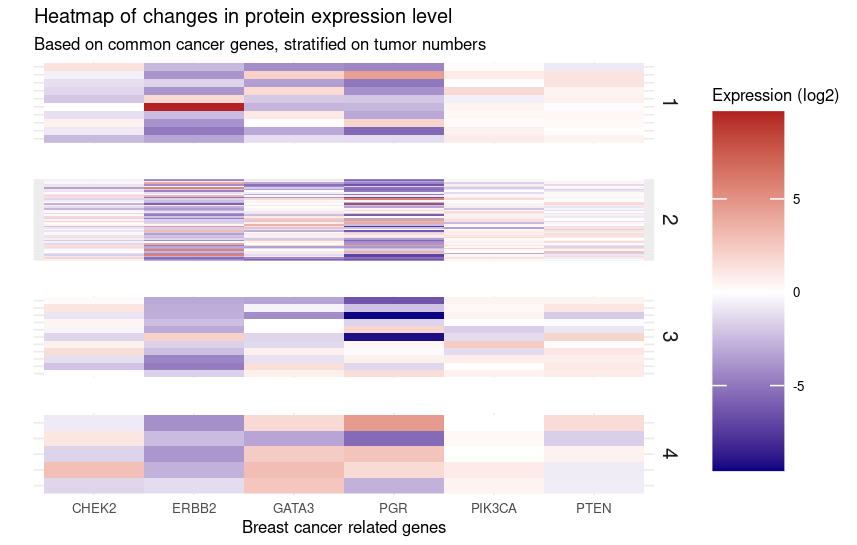 Heatmap of changes in protein expression level
Based on common cancer genes, stratified on tumor numbers
Expression (log2)
1
2
3
4
5
0
-5
CHEK2 ERBB2 GATA3 PGR PIK3CA PTEN
Breast cancer related genes